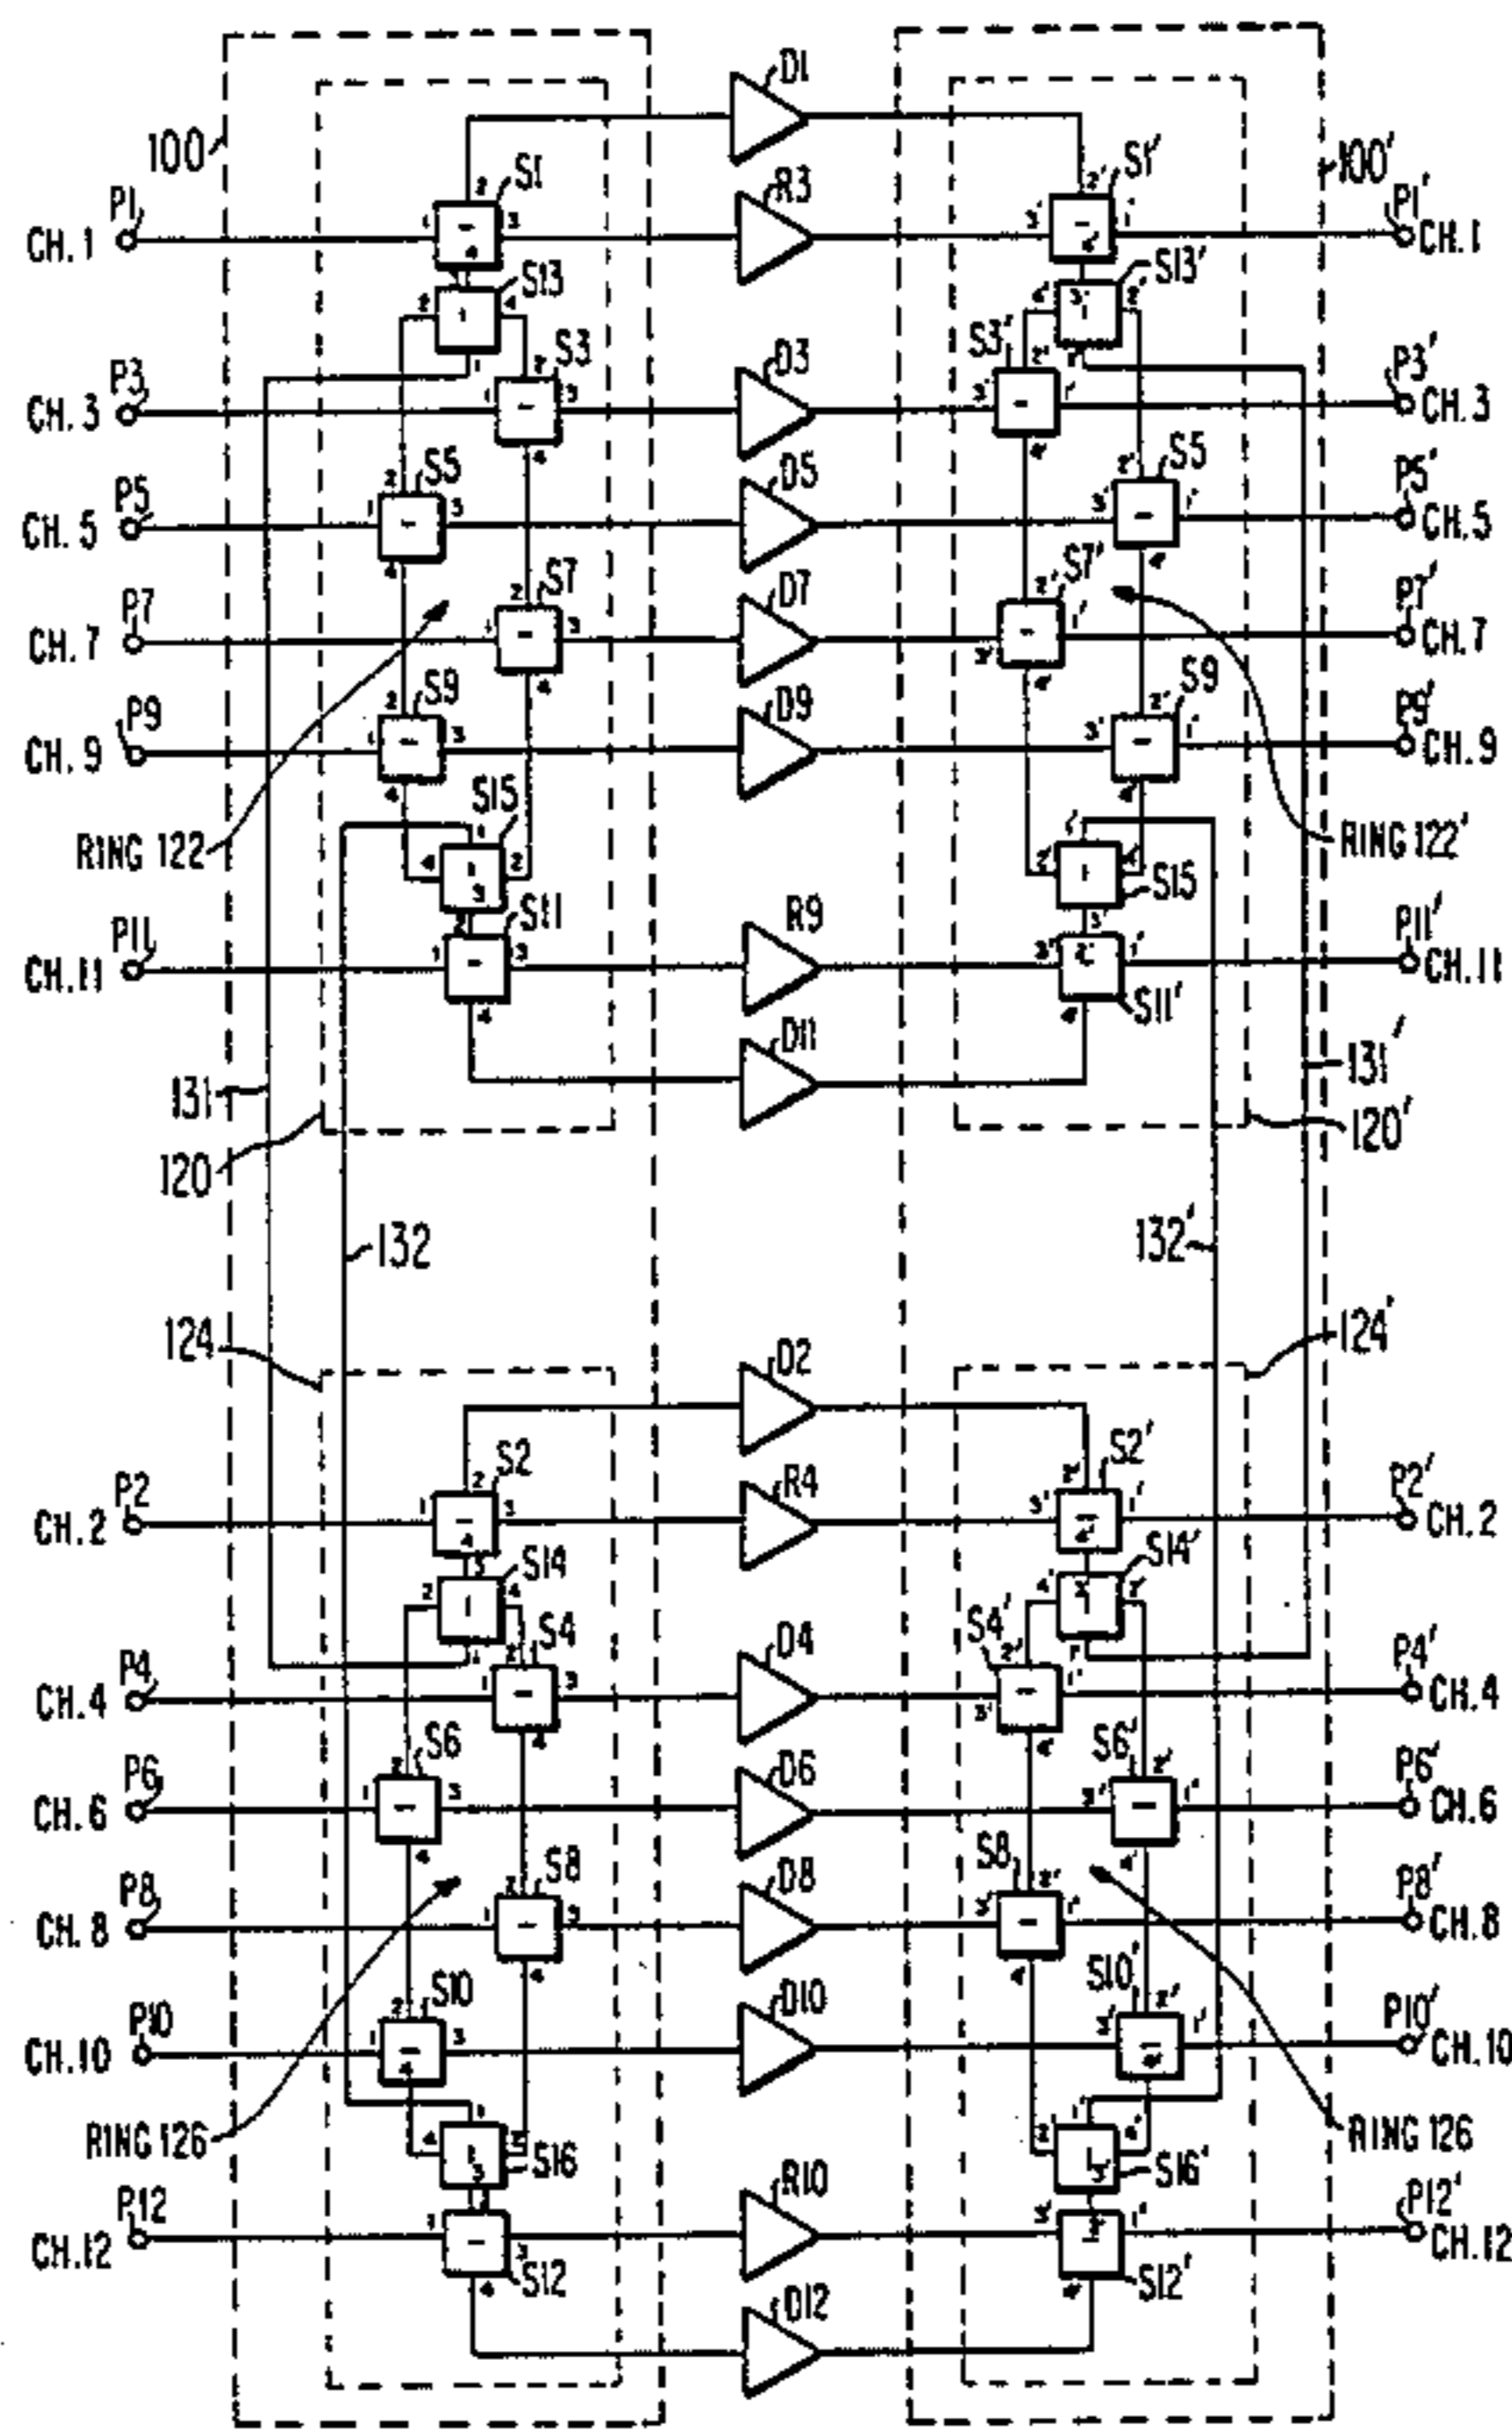 D1
100
S1
S1'
100'
P1
R3
P1'
CH. 1
CH. 1
S13
S13'
P3
S3
D3
S3'
P3'
CH. 3
CH. 3
P5
S5
D5
S5
P5'
CH. 5
CH. 5
P7
S7
D7
S7'
P7'
CH. 7
CH. 7
P9
S9
D9
S9
P9'
CH. 9
CH. 9
RING 122
S15
S15
RING 122'
P11
S11
R9
P11'
CH. 11
CH. 11
S11'
D11
131
131'
120
120'
132
132'
124
124'
D2
P2
S2
R4
S2'
P2'
CH. 2
CH. 2
S14
S14'
P4
S4
D4
S4'
P4'
CH. 4
CH. 4
P6
S6
D6
S6'
P6'
CH. 6
CH. 6
P8
S8
D8
S8
P8'
CH. 8
CH. 8
P10
S10
D10
S10'
P10'
CH. 10
CH. 10
RING 126
S16
S16'
RING 126
P12
R10
P12'
CH. 12
CH. 12
S12
S12'
D12